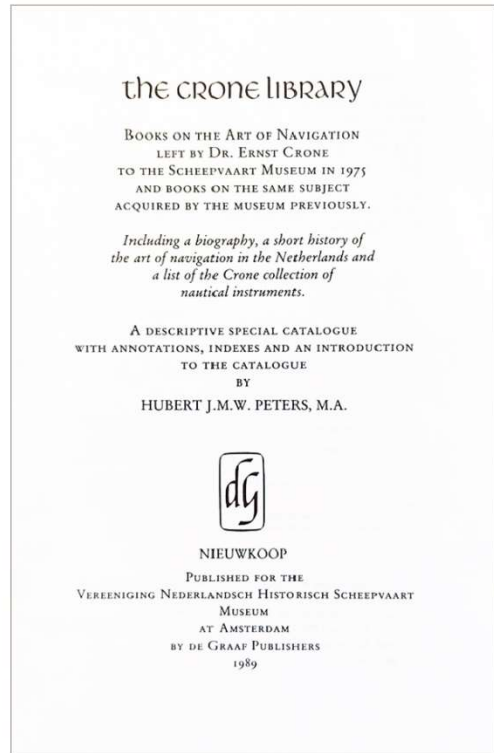 the crone library
Books on the Art of Navigation
left by Dr. Ernst Crone
to the Scheepvaart Museum in 1975
and books on the same subject
acquired by the museum previously.
Including a biography, a short history of
the art of navigation in the Netherlands and
a list of the Crone collection of
nautical instruments.
A descriptive special catalogue
with annotations, indexes and an introduction
to the catalogue
by
HUBERT J.M.W. PETERS, M.A.
dG
NIEUWKOOP
Published for the
Vereeniging Nederlandsch Historisch Scheepvaart
Museum
at Amsterdam
by de Graaf Publishers
1989